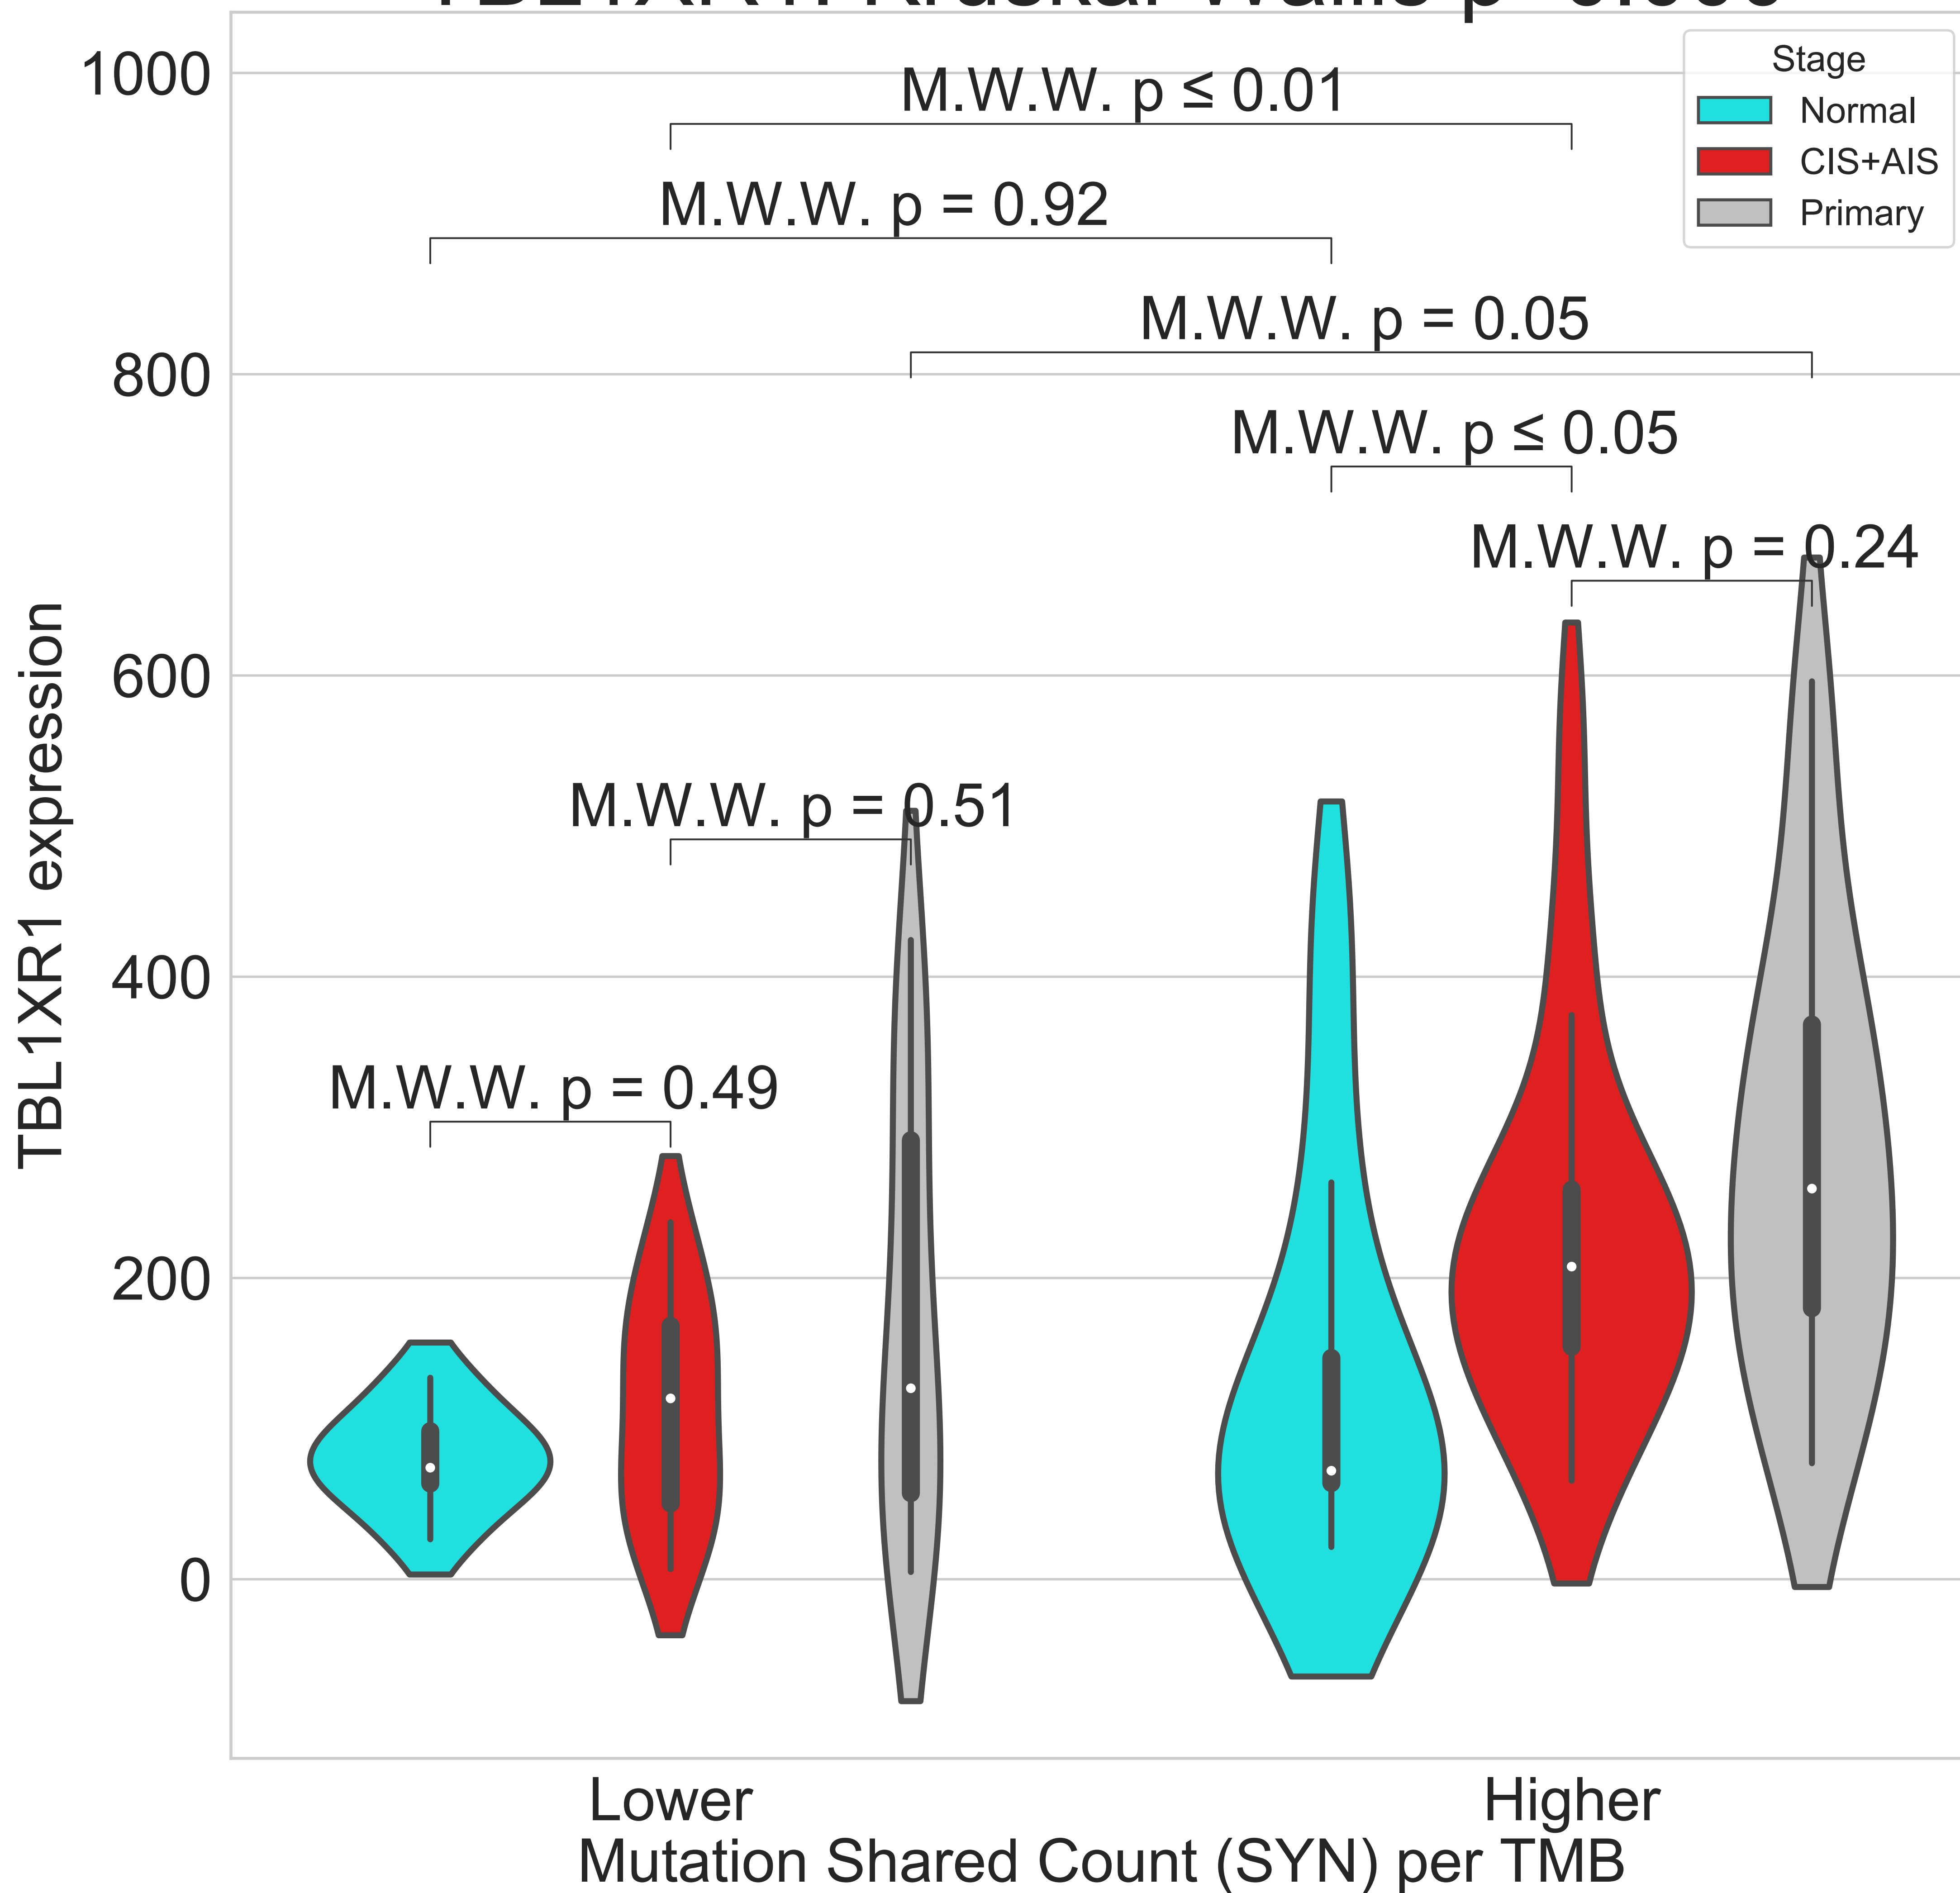 1000
M.W.W. p ≤ 0.01
Stage
Normal
CIS+AIS
Primary
M.W.W. p = 0.92
M.W.W. p = 0.05
800
M.W.W. p ≤ 0.05
M.W.W. p = 0.24
600
TBL1XR1 expression
M.W.W. p = 0.51
400
M.W.W. p = 0.49
200
0
Lower
Higher
Mutation Shared Count (SYN) per TMB